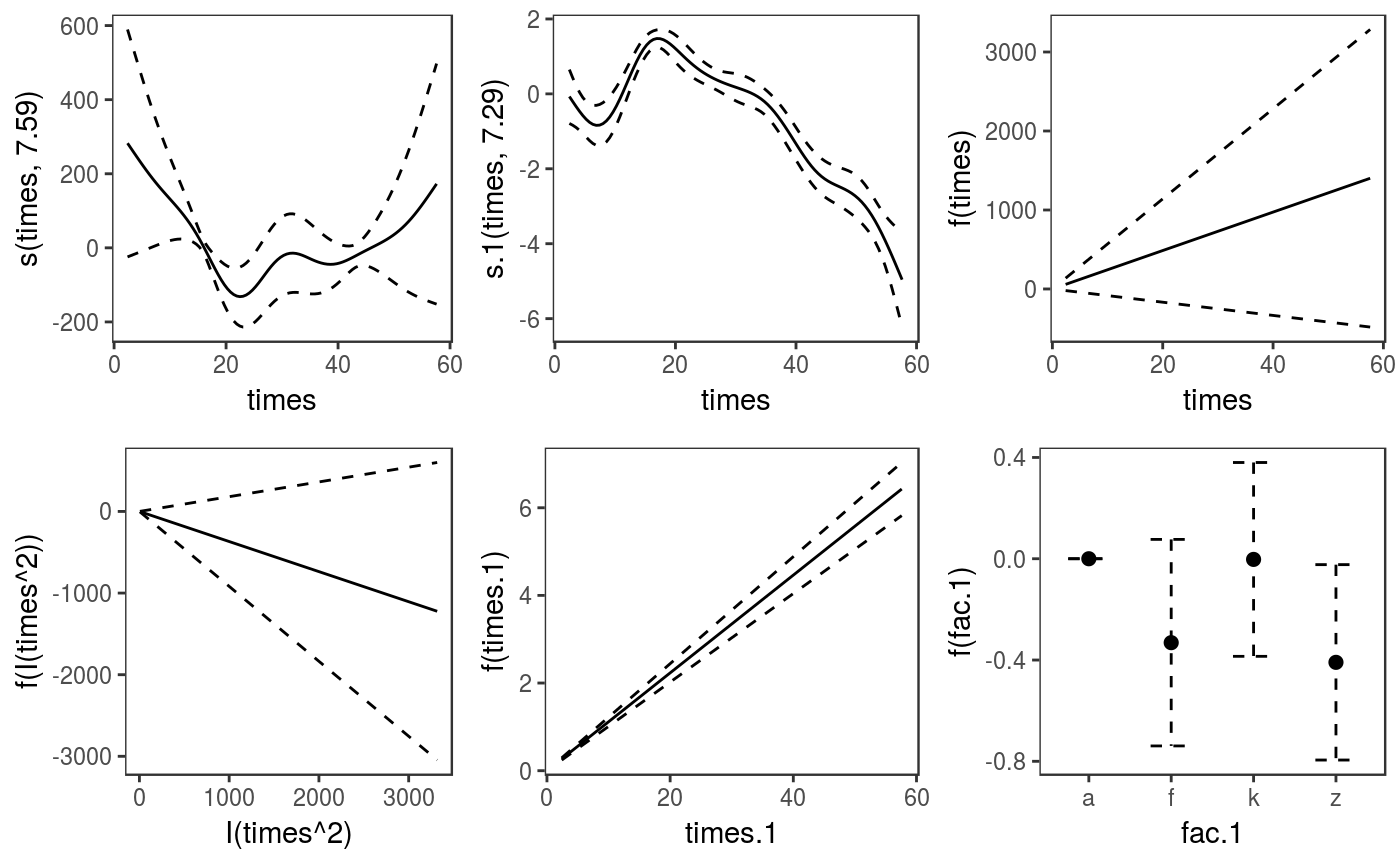 s(times, 7.59)
600
400
200
0
-200
0 20 40 60
times
s.1(times, 7.29)
2
0
-2
-4
-6
0 20 40 60
times
f(times)
3000
2000
1000
0
0 20 40 60
times
f(I(times^2))
0
-1000
-2000
-3000
0 1000 2000 3000
I(times^2)
f(times.1)
6
4
2
0
0 20 40 60
times.1
f(fac.1)
0.4
0.0
-0.4
-0.8
a f k z
fac.1